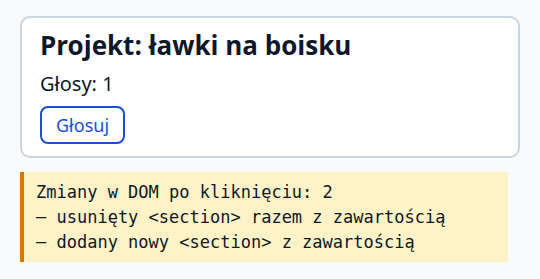 Projekt: ławki na boisku
Głosy: 1
Głosuj
Zmiany w DOM po kliknięciu: 2
— usunięty <section> razem z zawartością
— dodany nowy <section> z zawartością